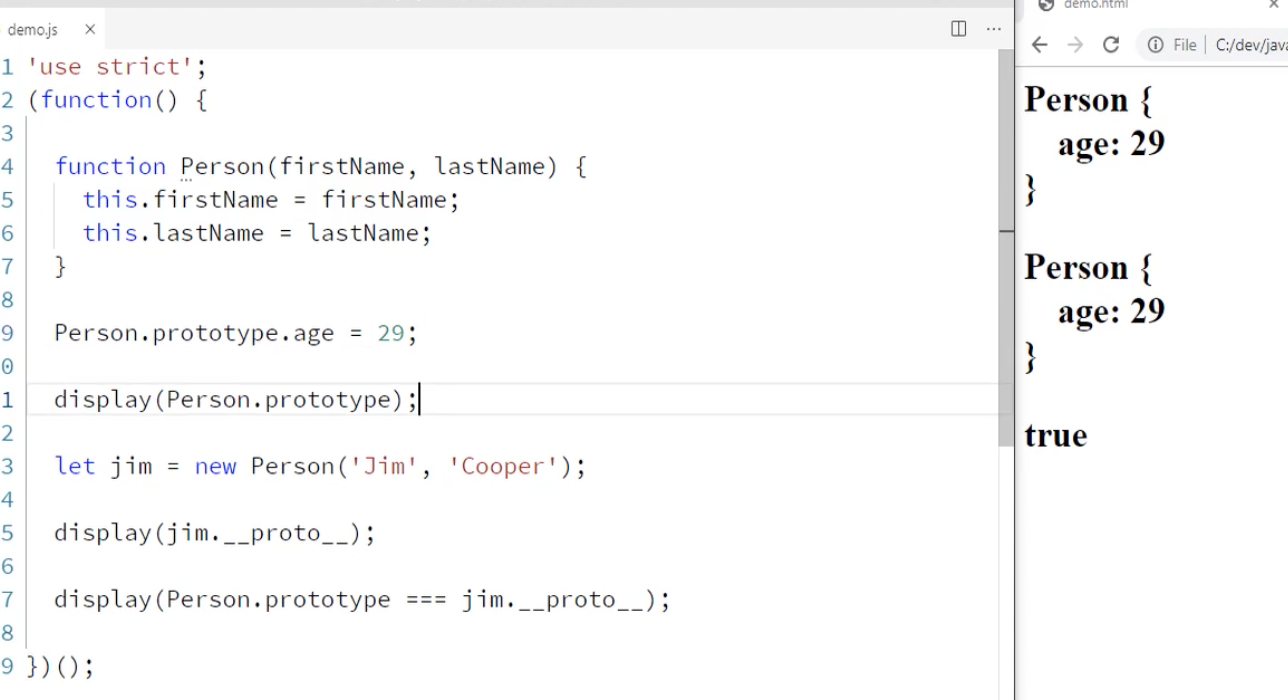 demo.js
1 'use strict';
2 (function() {
3
4 function Person(firstName, lastName) {
5 this.firstName = firstName;
6 this.lastName = lastName;
7 }
8
9 Person.prototype.age = 29;
0
1 display(Person.prototype);
2
3 let jim = new Person('Jim', 'Cooper');
4
5 display(jim.__proto__);
6
7 display(Person.prototype === jim.__proto__);
8
9 })();
demo.html
File C:/dev/java
Person {
age: 29
}
Person {
age: 29
}
true